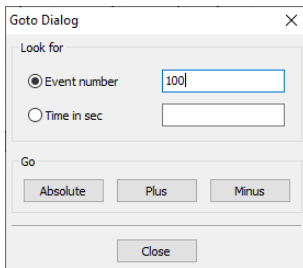 Goto Dialog
Look for
Event number 100
Time in sec
Go
Absolute Plus Minus
Close